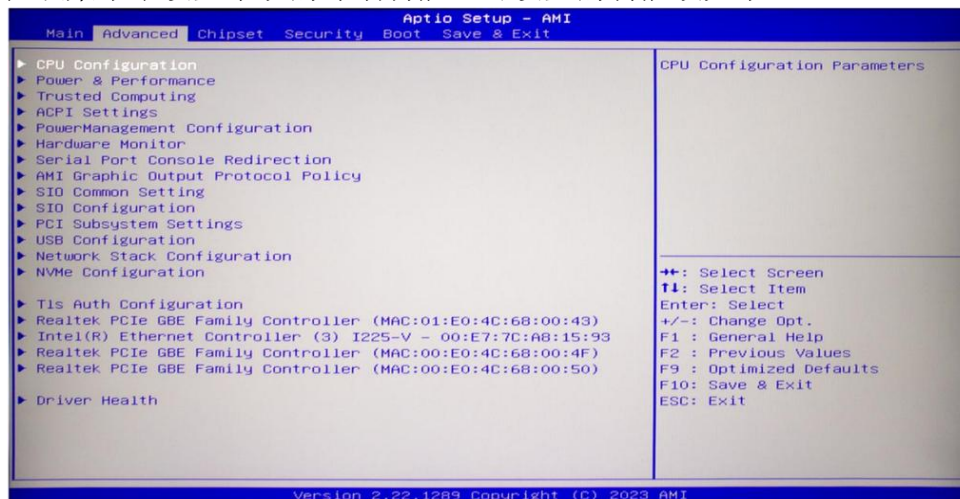 Aptio Setup – AMI
Main Advanced Chipset Security Boot Save & Exit
▶ CPU Configuration
▶ Power & Performance
▶ Trusted Computing
▶ ACPI Settings
▶ PowerManagement Configuration
▶ Hardware Monitor
▶ Serial Port Console Redirection
▶ AMI Graphic Output Protocol Policy
▶ SIO Common Setting
▶ SIO Configuration
▶ PCI Subsystem Settings
▶ USB Configuration
▶ Network Stack Configuration
▶ NVMe Configuration
▶ Tls Auth Configuration
▶ Realtek PCIe GBE Family Controller (MAC:01:E0:4C:68:00:43)
▶ Intel(R) Ethernet Controller (3) I225-V – 00:E7:7C:A8:15:93
▶ Realtek PCIe GBE Family Controller (MAC:00:E0:4C:68:00:4F)
▶ Realtek PCIe GBE Family Controller (MAC:00:E0:4C:68:00:50)
▶ Driver Health
CPU Configuration Parameters
→←: Select Screen
↑↓: Select Item
Enter: Select
+/-: Change Opt.
F1 : General Help
F2 : Previous Values
F9 : Optimized Defaults
F10: Save & Exit
ESC: Exit
Version 2.22.1289 Copyright (C) 2023 AMI